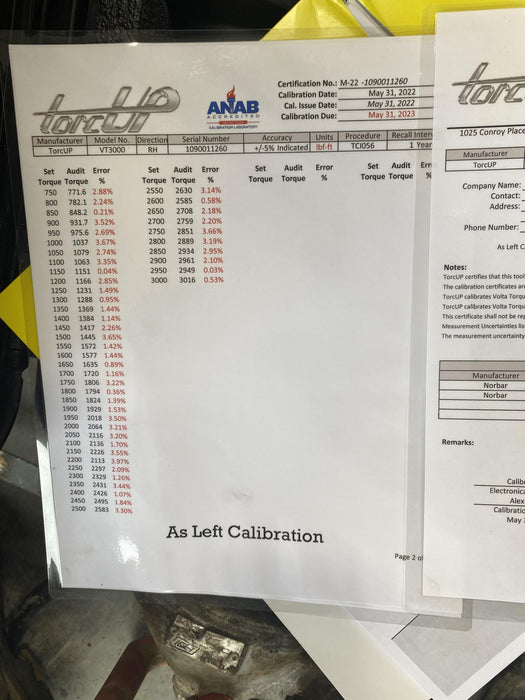 torcUP
ANAB
ACCREDITED
CALIBRATION LABORATORY
Certification No.: M-22 -1090011260
Calibration Date: May 31, 2022
Cal. Issue Date: May 31, 2022
Calibration Due: May 31, 2023
Manufacturer Model No. Direction Serial Number Accuracy Units Procedure Recall Inter
TorcUP VT3000 RH 1090011260 +/-5% Indicated lbf-ft TCI056 1 Year
Set Audit Error Set Audit Error Set Audit Error Set Audit Err
Torque Torque % Torque Torque % Torque Torque % Torque Torque %
750 771.6 2.88% 2550 2630 3.14%
800 782.1 2.24% 2600 2585 0.58%
850 848.2 0.21% 2650 2708 2.18%
900 931.7 3.52% 2700 2759 2.20%
950 975.6 2.69% 2750 2851 3.66%
1000 1037 3.67% 2800 2889 3.19%
1050 1079 2.74% 2850 2934 2.95%
1100 1063 3.35% 2900 2961 2.10%
1150 1151 0.04% 2950 2949 0.03%
1200 1166 2.85% 3000 3016 0.53%
1250 1231 1.49%
1300 1288 0.95%
1350 1369 1.44%
1400 1384 1.14%
1450 1417 2.26%
1500 1445 3.65%
1550 1572 1.42%
1600 1577 1.44%
1650 1635 0.89%
1700 1720 1.16%
1750 1806 3.22%
1800 1794 0.36%
1850 1824 1.39%
1900 1929 1.53%
1950 2018 3.50%
2000 2064 3.21%
2050 2116 3.20%
2100 2136 1.70%
2150 2226 3.55%
2200 2113 3.97%
2250 2297 2.09%
2300 2329 1.26%
2350 2431 3.44%
2400 2426 1.07%
2450 2495 1.84%
2500 2583 3.30%
As Left Calibration
Page 2 of
torc
1025 Conroy Place
Manufacturer
TorcUP
Company Name:
Contact:
Address:
Phone Number:
As Left C
Notes:
TorcUP certifies that this tool
The calibration certificates ar
TorcUP calibrates Volta Torqu
TorcUP calibrates Volta Torqu
This certificate shall not be rep
Measurement Uncertainties lis
The measurement uncertainty
Manufacturer
Norbar
Norbar
Remarks:
Calib
Electronica
Alex
Calibratio
May